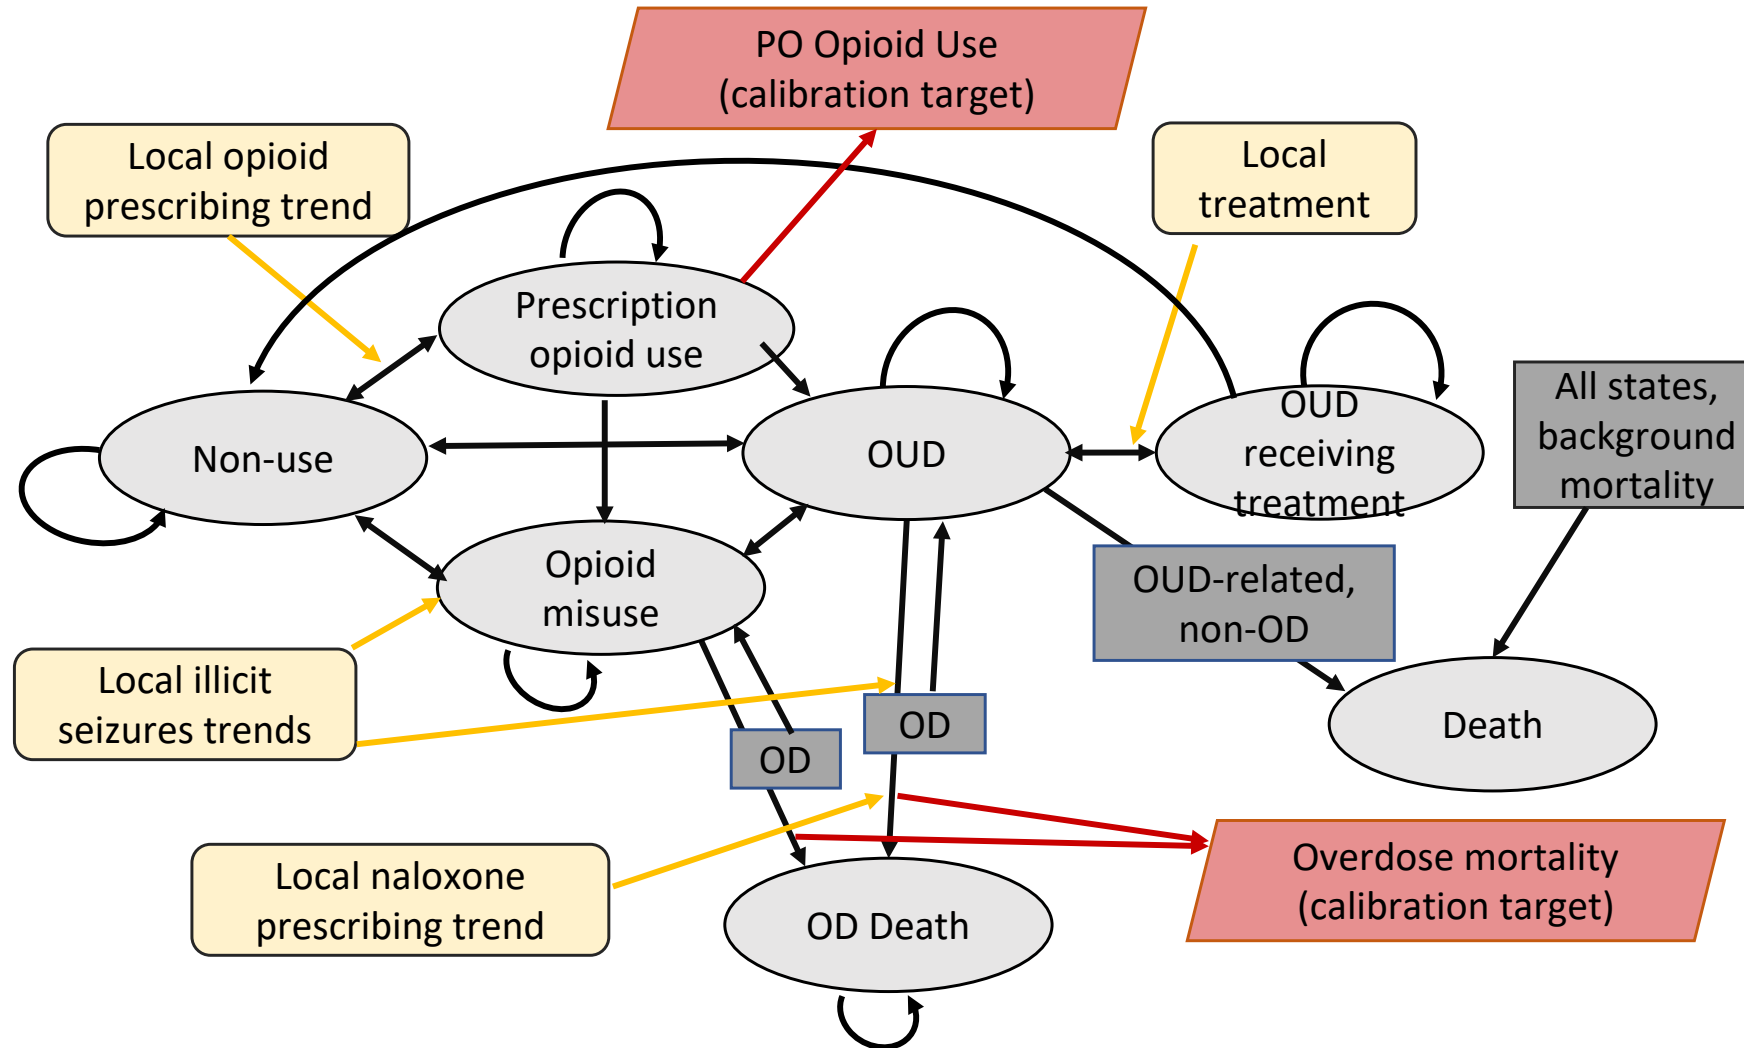 PO Opioid Use
(calibration target)
Local opioid
prescribing trend
Local
treatment
Prescription
opioid use
All states,
background
mortality
Non-use
OUD
OUD
receiving
treatment
Opioid
misuse
OUD-related,
non-OD
Local illicit
seizures trends
OD
OD
Death
Local naloxone
prescribing trend
Overdose mortality
(calibration target)
OD Death